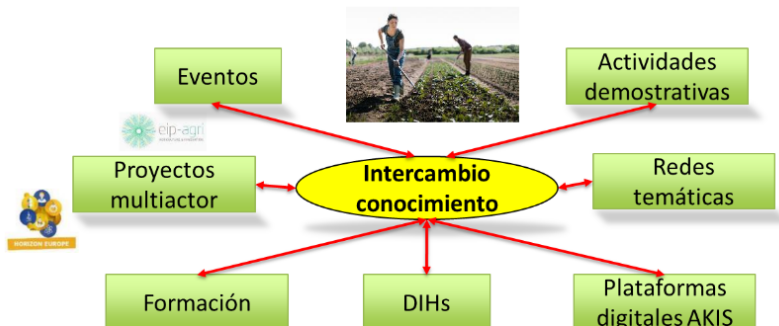 Eventos
Actividades
demostrativas
eip-agri
Proyectos
multiactor
Intercambio
conocimiento
Redes
temáticas
HORIZON EUROPE
Formación
DIHs
Plataformas
digitales AKIS